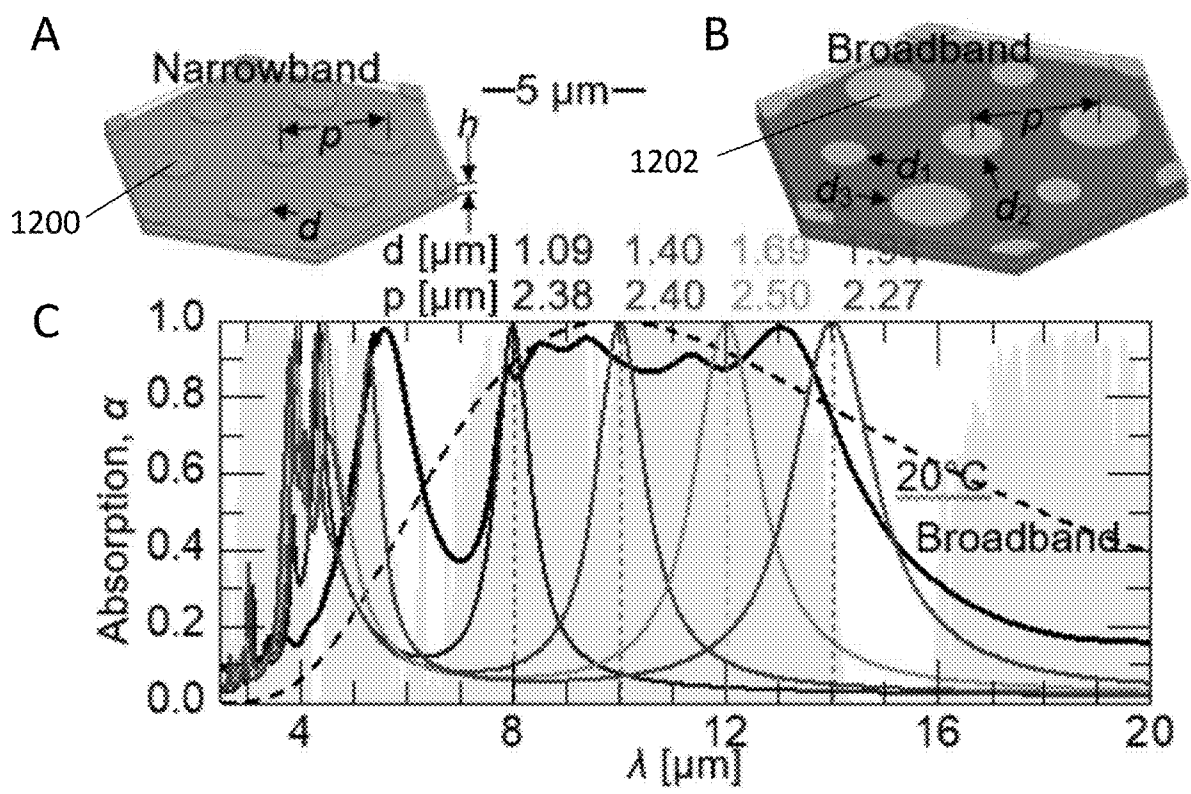 A
B
Narrowband
Broadband
5 μm
h
p
p
1202
d₁
1200
d
d₃
d₂
d [μm] 1.09 1.40 1.69
p [μm] 2.38 2.40 2.50 2.27
C
1.0
0.8
0.6
0.4
0.2
0.0
Absorption, α
20°C
Broadband
4 8 12 16 20
λ [μm]